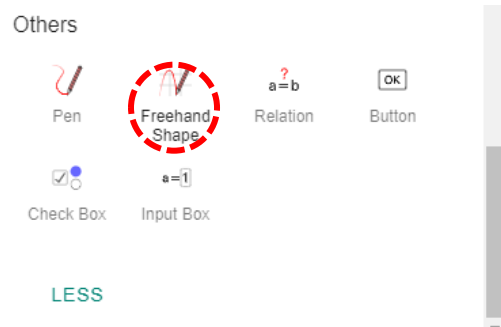 Others
?
a=b
OK
Pen
Freehand
Shape
Relation
Button
a=1
Check Box
Input Box
LESS